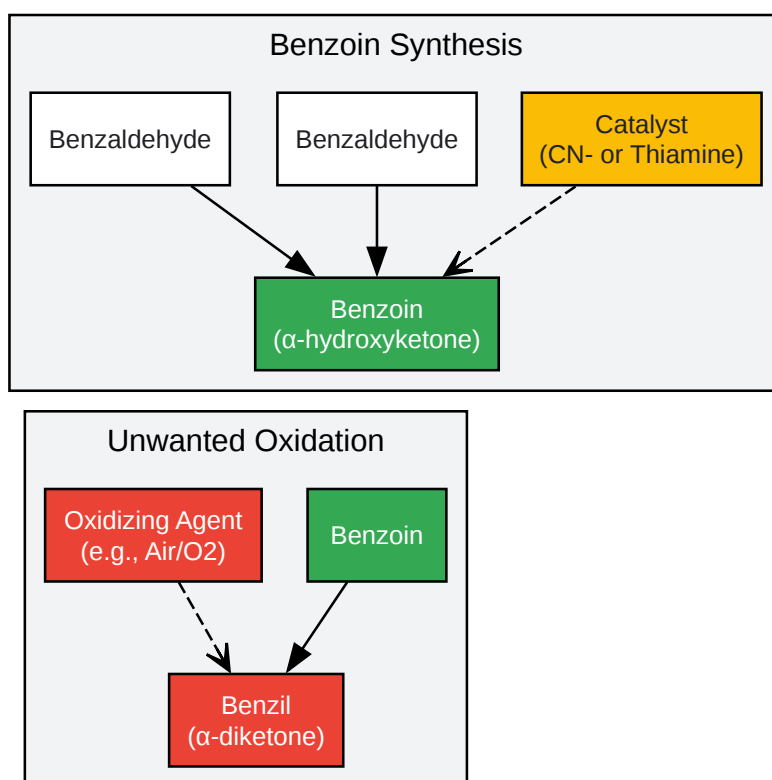 Benzoin Synthesis
Benzaldehyde
Benzaldehyde
Catalyst
(CN- or Thiamine)
Benzoin
(α-hydroxyketone)
Unwanted Oxidation
Oxidizing Agent
(e.g., Air/O2)
Benzoin
Benzil
(α-diketone)